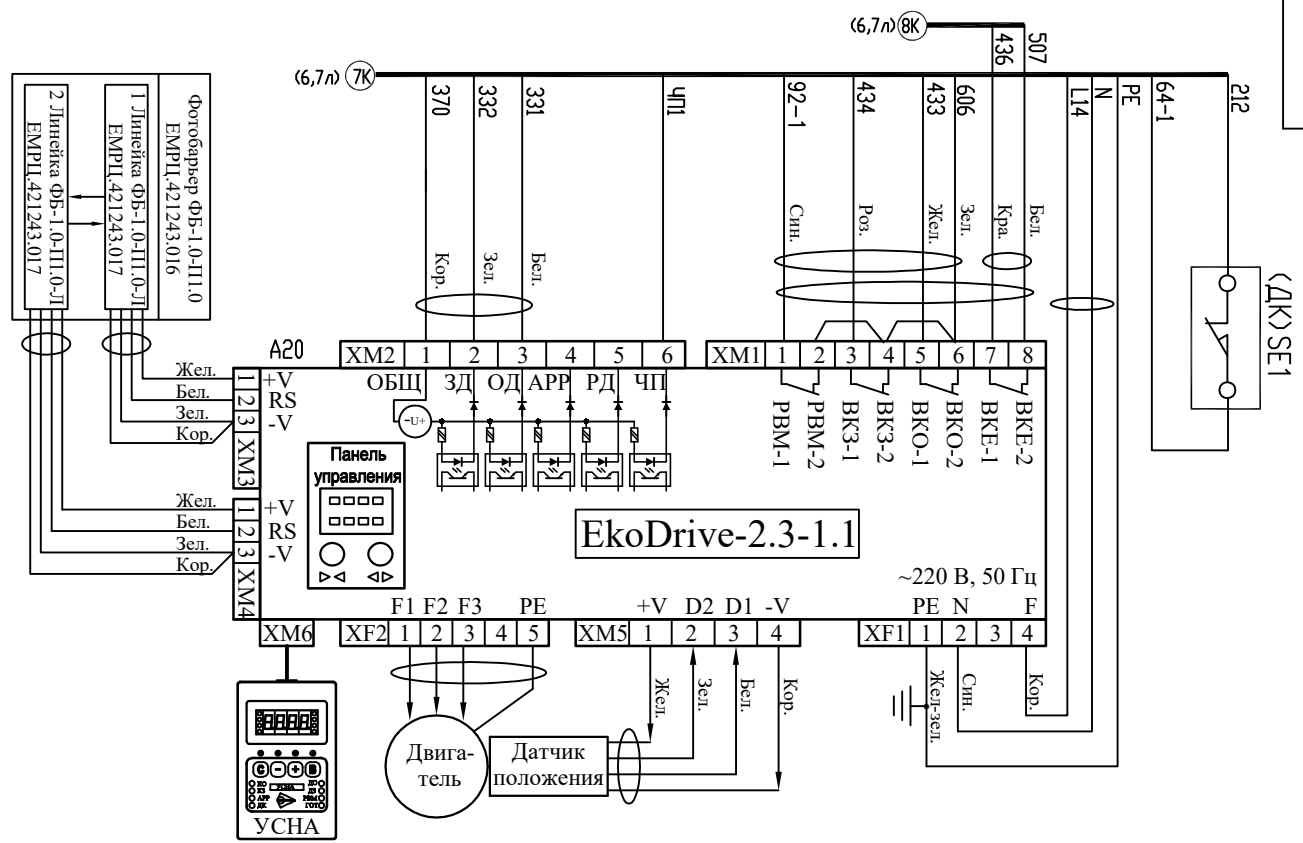 (6,7л) 8К
(6,7л) 7К
436
507
370
332
331
ЧП1
92-1
434
433
606
L14
N
PE
64-1
212
(ДК) SE1
Фотобарьер ФБ-1.0-П1.0
ЕМРЦ.421243.016
1 Линейка ФБ-1.0-П1.0-Л
ЕМРЦ.421243.017
2 Линейка ФБ-1.0-П1.0-Л
ЕМРЦ.421243.017
Кор.
Зел.
Бел.
Син.
Роз.
Жел.
Зел.
Кра.
Бел.
A20
XM2 1 2 3 4 5 6
ОБЩ ЗД ОД АРР РД ЧП
-U+
XM1 1 2 3 4 5 6 7 8
РВМ-1
РВМ-2
ВКЗ-1
ВКЗ-2
ВКО-1
ВКО-2
ВКЕ-1
ВКЕ-2
Жел. 1 +V
Бел. 2 RS
Зел. 3 -V
Кор.
XM3
Жел. 1 +V
Бел. 2 RS
Зел. 3 -V
Кор.
XM4
Панель
управления
EkoDrive-2.3-1.1
~220 В, 50 Гц
F1 F2 F3 PE
+V D2 D1 -V
PE N F
XM6
XF2 1 2 3 4 5
XM5 1 2 3 4
XF1 1 2 3 4
Жел.
Зел.
Бел.
Кор.
Жел-зел.
Син.
Кор.
Двига-
тель
Датчик
положения
С - + В
УСНА
УСНА